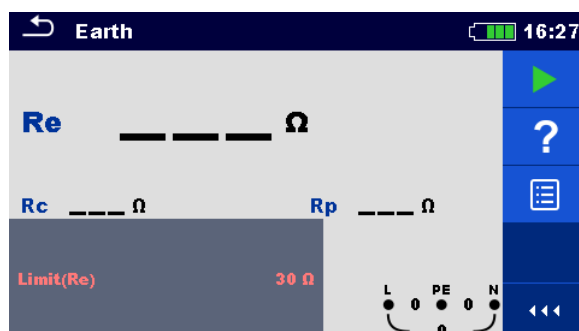 Earth 16:27
Re ___ Ω
?
Rc ___ Ω Rp ___ Ω
Limit(Re) 30 Ω
L PE N
0 0
0